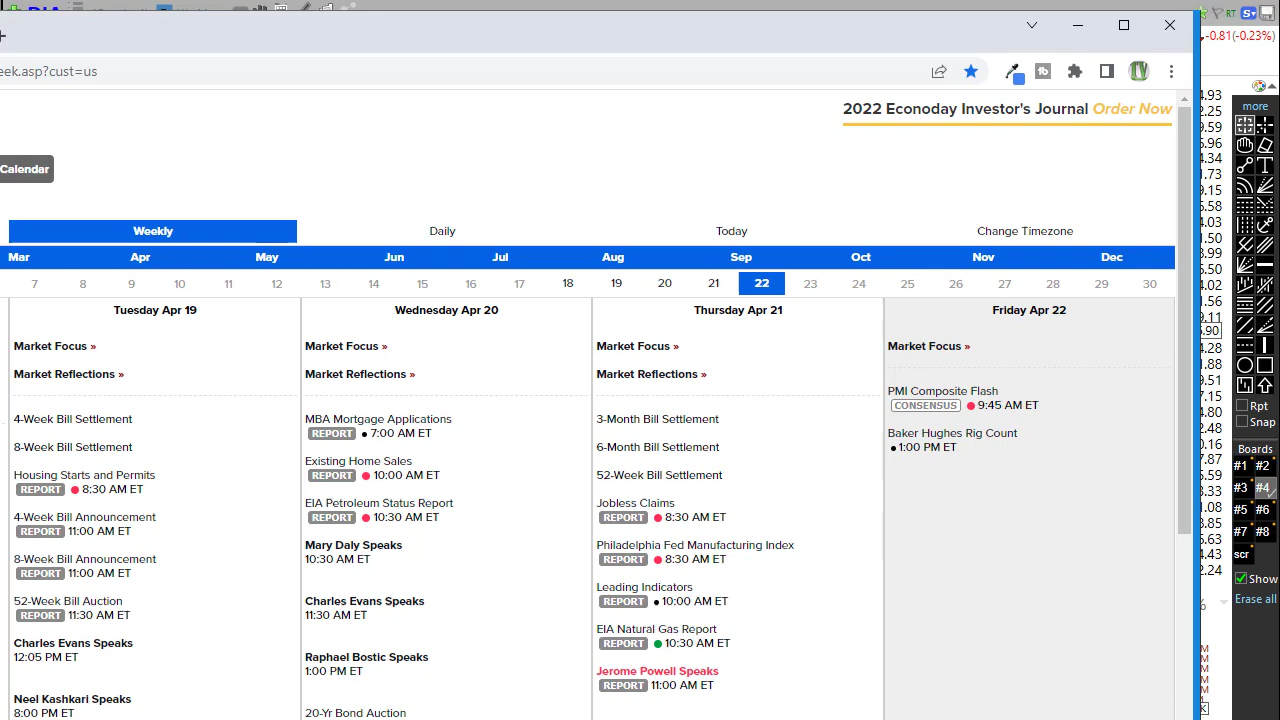 RT
-0.81(-0.23%)
eek.asp?cust=us
2022 Econoday Investor's Journal Order Now
Calendar
Weekly Daily Today Change Timezone
Mar Apr May Jun Jul Aug Sep Oct Nov Dec
7 8 9 10 11 12 13 14 15 16 17 18 19 20 21 22 23 24 25 26 27 28 29 30
Tuesday Apr 19
Market Focus »
Market Reflections »
4-Week Bill Settlement
8-Week Bill Settlement
Housing Starts and Permits
REPORT 8:30 AM ET
4-Week Bill Announcement
REPORT 11:00 AM ET
8-Week Bill Announcement
REPORT 11:00 AM ET
52-Week Bill Auction
REPORT 11:30 AM ET
Charles Evans Speaks
12:05 PM ET
Neel Kashkari Speaks
8:00 PM ET
Wednesday Apr 20
Market Focus »
Market Reflections »
MBA Mortgage Applications
REPORT 7:00 AM ET
Existing Home Sales
REPORT 10:00 AM ET
EIA Petroleum Status Report
REPORT 10:30 AM ET
Mary Daly Speaks
10:30 AM ET
Charles Evans Speaks
11:30 AM ET
Raphael Bostic Speaks
1:00 PM ET
20-Yr Bond Auction
Thursday Apr 21
Market Focus »
Market Reflections »
3-Month Bill Settlement
6-Month Bill Settlement
52-Week Bill Settlement
Jobless Claims
REPORT 8:30 AM ET
Philadelphia Fed Manufacturing Index
REPORT 8:30 AM ET
Leading Indicators
REPORT 10:00 AM ET
EIA Natural Gas Report
REPORT 10:30 AM ET
Jerome Powell Speaks
REPORT 11:00 AM ET
Friday Apr 22
Market Focus »
PMI Composite Flash
CONSENSUS 9:45 AM ET
Baker Hughes Rig Count
1:00 PM ET
more
Rpt
Snap
Boards
#1 #2
#3 #4
#5 #6
#7 #8
scr
Show
Erase all